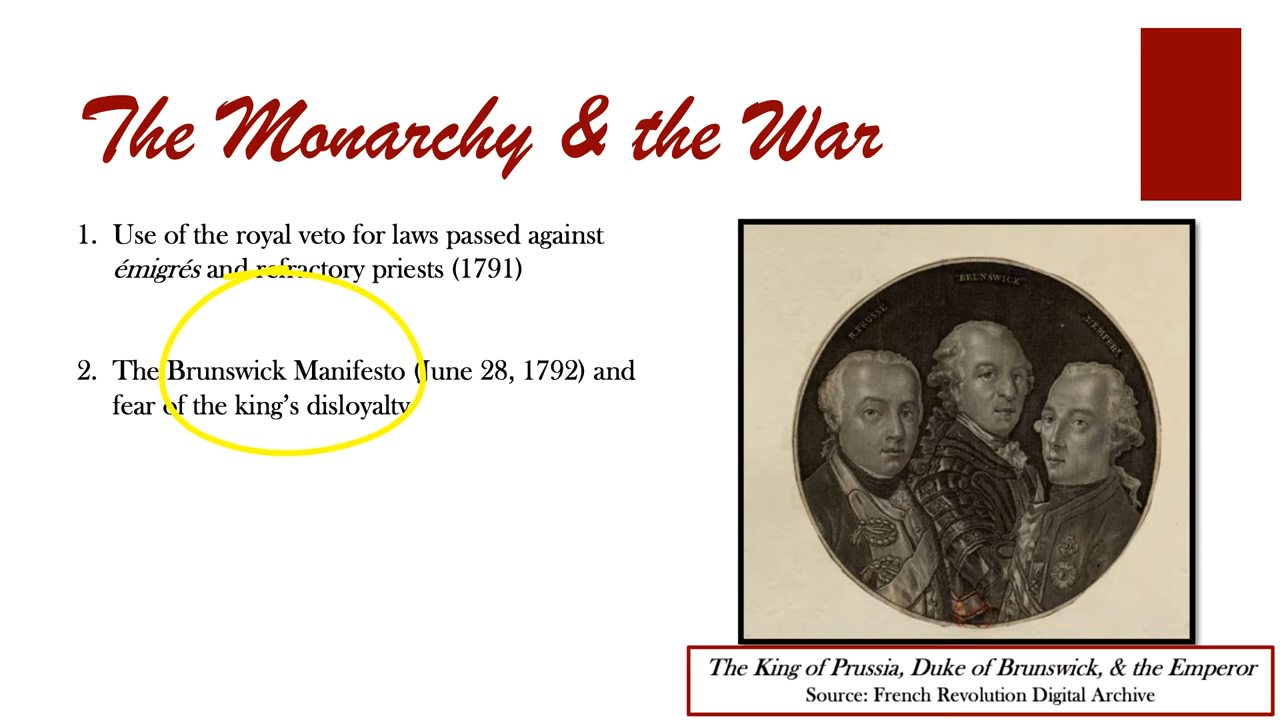 The Monarchy & the War
1. Use of the royal veto for laws passed against
émigrés and refractory priests (1791)
2. The Brunswick Manifesto (June 28, 1792) and
fear of the king's disloyalty
R. PRUSSE
BRUNSWICK
The King of Prussia, Duke of Brunswick, & the Emperor
Source: French Revolution Digital Archive